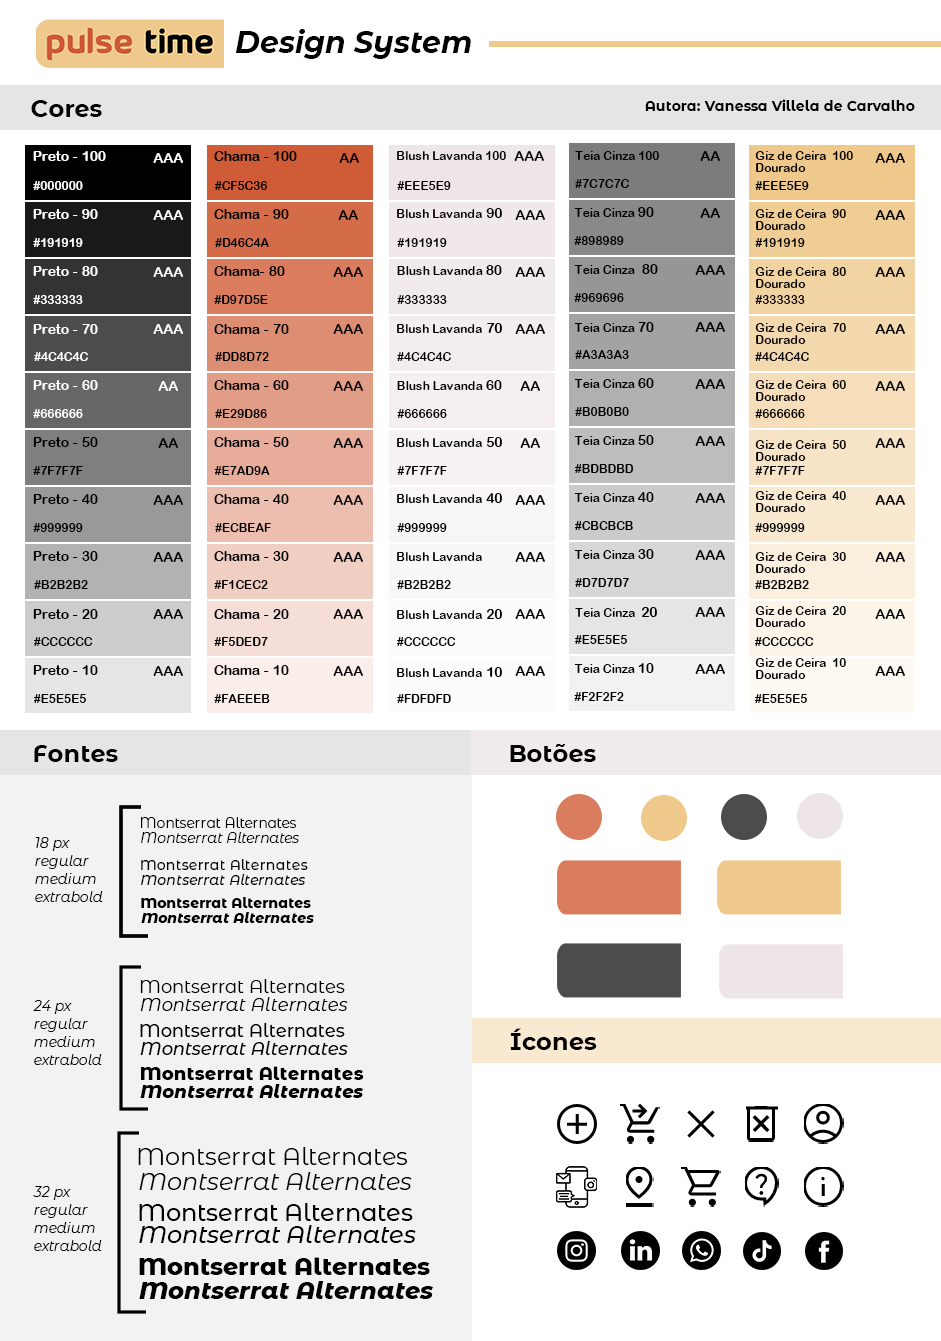 pulse time Design System
Cores
Autora: Vanessa Villela de Carvalho
Preto - 100 AAA
#000000
Preto - 90 AAA
#191919
Preto - 80 AAA
#333333
Preto - 70 AAA
#4C4C4C
Preto - 60 AA
#666666
Preto - 50 AA
#7F7F7F
Preto - 40 AAA
#999999
Preto - 30 AAA
#B2B2B2
Preto - 20 AAA
#CCCCCC
Preto - 10 AAA
#E5E5E5
Chama - 100 AA
#CF5C36
Chama - 90 AA
#D46C4A
Chama- 80 AAA
#D97D5E
Chama - 70 AAA
#DD8D72
Chama - 60 AAA
#E29D86
Chama - 50 AAA
#E7AD9A
Chama - 40 AAA
#ECBEAF
Chama - 30 AAA
#F1CEC2
Chama - 20 AAA
#F5DED7
Chama - 10 AAA
#FAEEEB
Blush Lavanda 100 AAA
#EEE5E9
Blush Lavanda 90 AAA
#191919
Blush Lavanda 80 AAA
#333333
Blush Lavanda 70 AAA
#4C4C4C
Blush Lavanda 60 AA
#666666
Blush Lavanda 50 AA
#7F7F7F
Blush Lavanda 40 AAA
#999999
Blush Lavanda AAA
#B2B2B2
Blush Lavanda 20 AAA
#CCCCCC
Blush Lavanda 10 AAA
#FDFDFD
Teia Cinza 100 AA
#7C7C7C
Teia Cinza 90 AA
#898989
Teia Cinza 80 AAA
#969696
Teia Cinza 70 AAA
#A3A3A3
Teia Cinza 60 AAA
#B0B0B0
Teia Cinza 50 AAA
#BDBDBD
Teia Cinza 40 AAA
#CBCBCB
Teia Cinza 30 AAA
#D7D7D7
Teia Cinza 20 AAA
#E5E5E5
Teia Cinza 10 AAA
#F2F2F2
Giz de Ceira 100 AAA
Dourado
#EEE5E9
Giz de Ceira 90 AAA
Dourado
#191919
Giz de Ceira 80 AAA
Dourado
#333333
Giz de Ceira 70 AAA
Dourado
#4C4C4C
Giz de Ceira 60 AAA
Dourado
#666666
Giz de Ceira 50 AAA
Dourado
#7F7F7F
Giz de Ceira 40 AAA
Dourado
#999999
Giz de Ceira 30 AAA
Dourado
#B2B2B2
Giz de Ceira 20 AAA
Dourado
#CCCCCC
Giz de Ceira 10 AAA
Dourado
#E5E5E5
Fontes
18 px
regular
medium
extrabold
Montserrat Alternates
Montserrat Alternates
Montserrat Alternates
Montserrat Alternates
Montserrat Alternates
Montserrat Alternates
24 px
regular
medium
extrabold
Montserrat Alternates
Montserrat Alternates
Montserrat Alternates
Montserrat Alternates
Montserrat Alternates
Montserrat Alternates
32 px
regular
medium
extrabold
Montserrat Alternates
Montserrat Alternates
Montserrat Alternates
Montserrat Alternates
Montserrat Alternates
Montserrat Alternates
Botões
Ícones